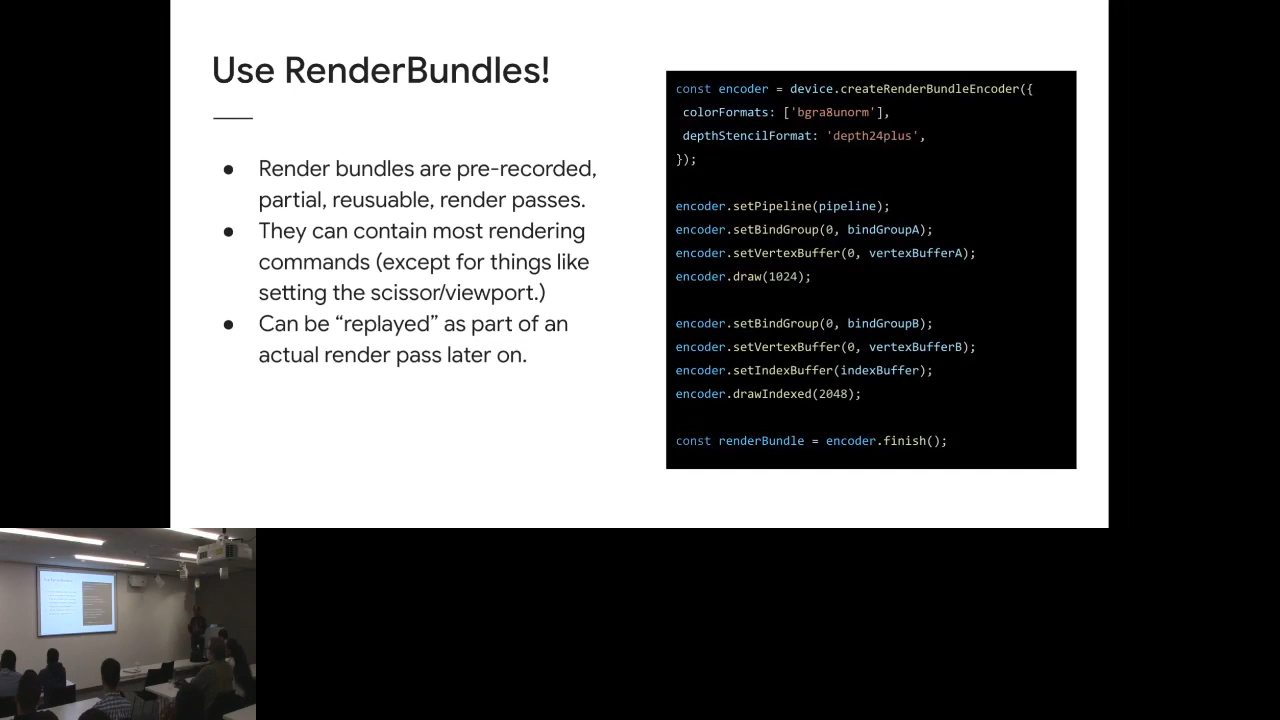 Use RenderBundles!
● Render bundles are pre-recorded,
partial, reusuable, render passes.
● They can contain most rendering
commands (except for things like
setting the scissor/viewport.)
● Can be “replayed” as part of an
actual render pass later on.
const encoder = device.createRenderBundleEncoder({
colorFormats: ['bgra8unorm'],
depthStencilFormat: 'depth24plus',
});
encoder.setPipeline(pipeline);
encoder.setBindGroup(0, bindGroupA);
encoder.setVertexBuffer(0, vertexBufferA);
encoder.draw(1024);
encoder.setBindGroup(0, bindGroupB);
encoder.setVertexBuffer(0, vertexBufferB);
encoder.setIndexBuffer(indexBuffer);
encoder.drawIndexed(2048);
const renderBundle = encoder.finish();